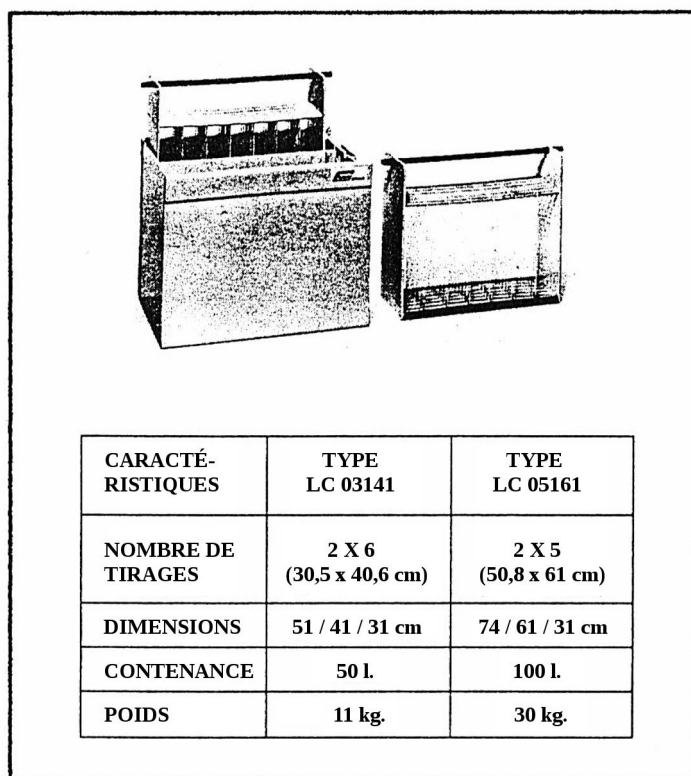 CARACTÉ-
RISTIQUES
TYPE
LC 03141
TYPE
LC 05161
NOMBRE DE
TIRAGES
2 X 6
(30,5 x 40,6 cm)
2 X 5
(50,8 x 61 cm)
DIMENSIONS
51 / 41 / 31 cm
74 / 61 / 31 cm
CONTENANCE
50 l.
100 l.
POIDS
11 kg.
30 kg.